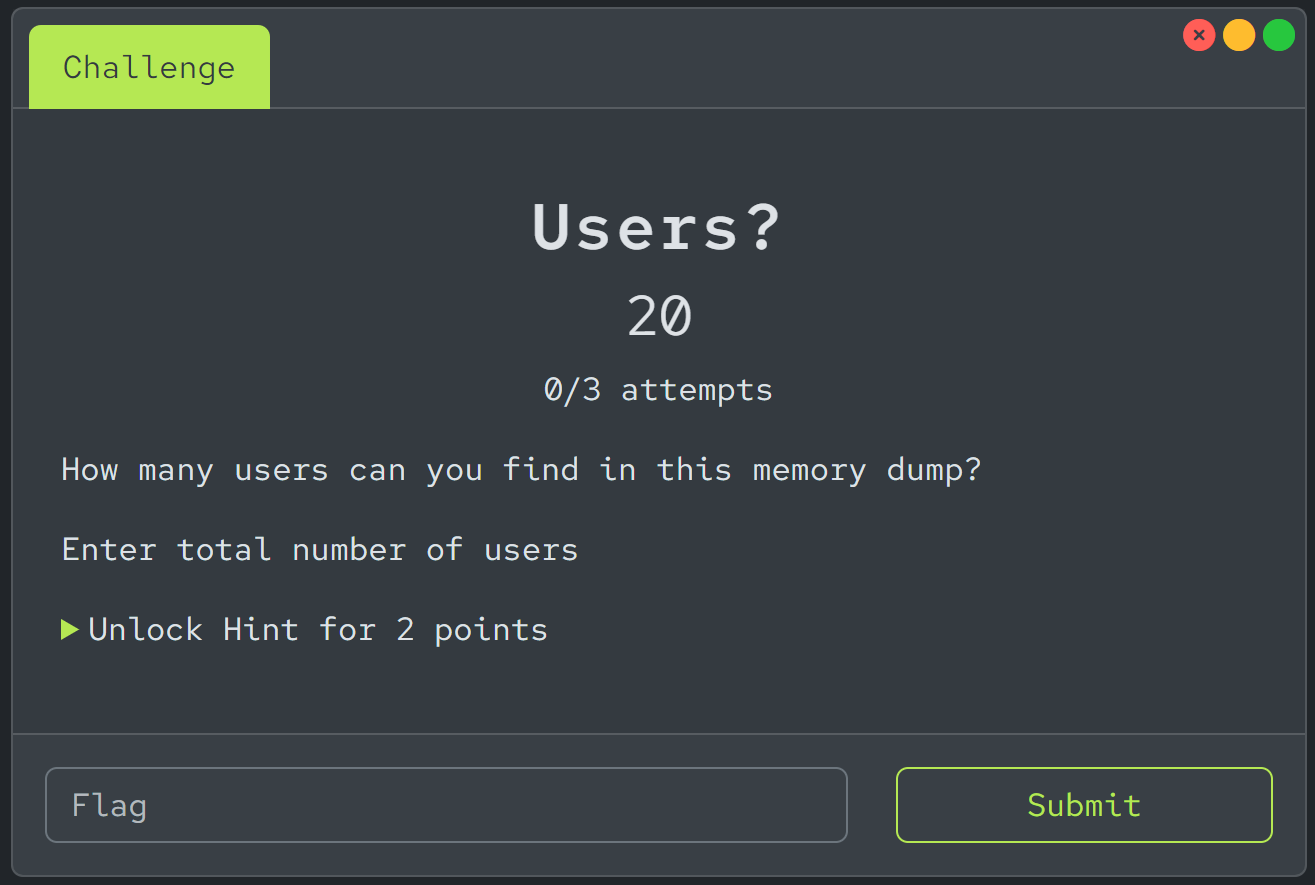 Challenge
Users?
20
0/3 attempts
How many users can you find in this memory dump?
Enter total number of users
Unlock Hint for 2 points
Flag
Submit